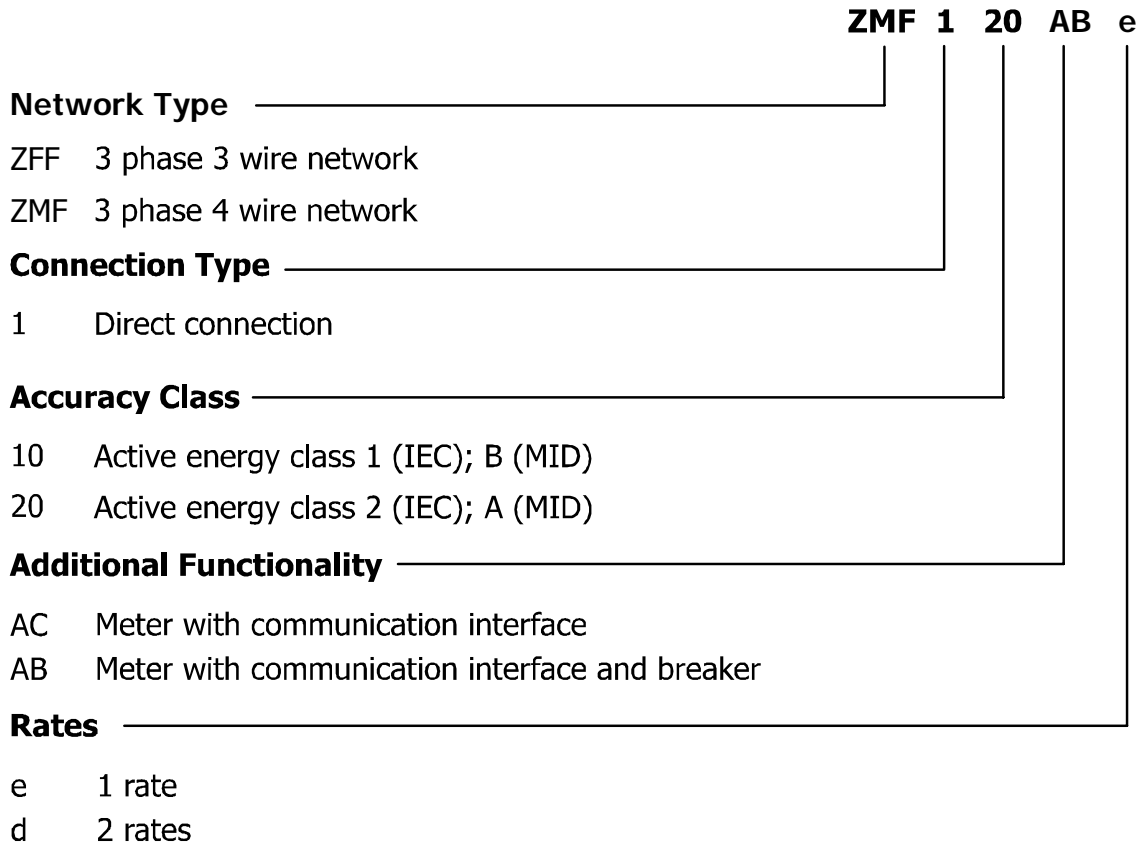 ZMF 1 20 AB e
Network Type
ZFF 3 phase 3 wire network
ZMF 3 phase 4 wire network
Connection Type
1 Direct connection
Accuracy Class
10 Active energy class 1 (IEC); B (MID)
20 Active energy class 2 (IEC); A (MID)
Additional Functionality
AC Meter with communication interface
AB Meter with communication interface and breaker
Rates
e 1 rate
d 2 rates